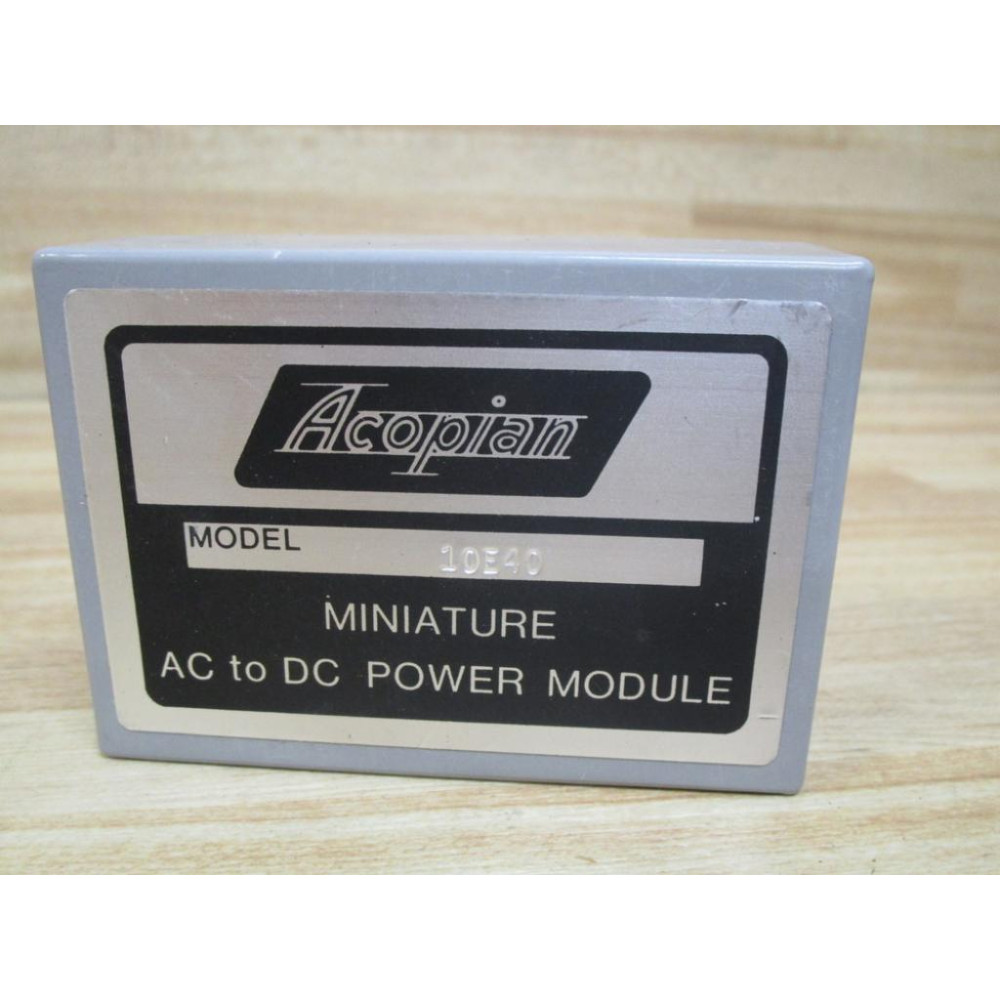 Acopian
MODEL 10E40
MINIATURE
AC to DC POWER MODULE